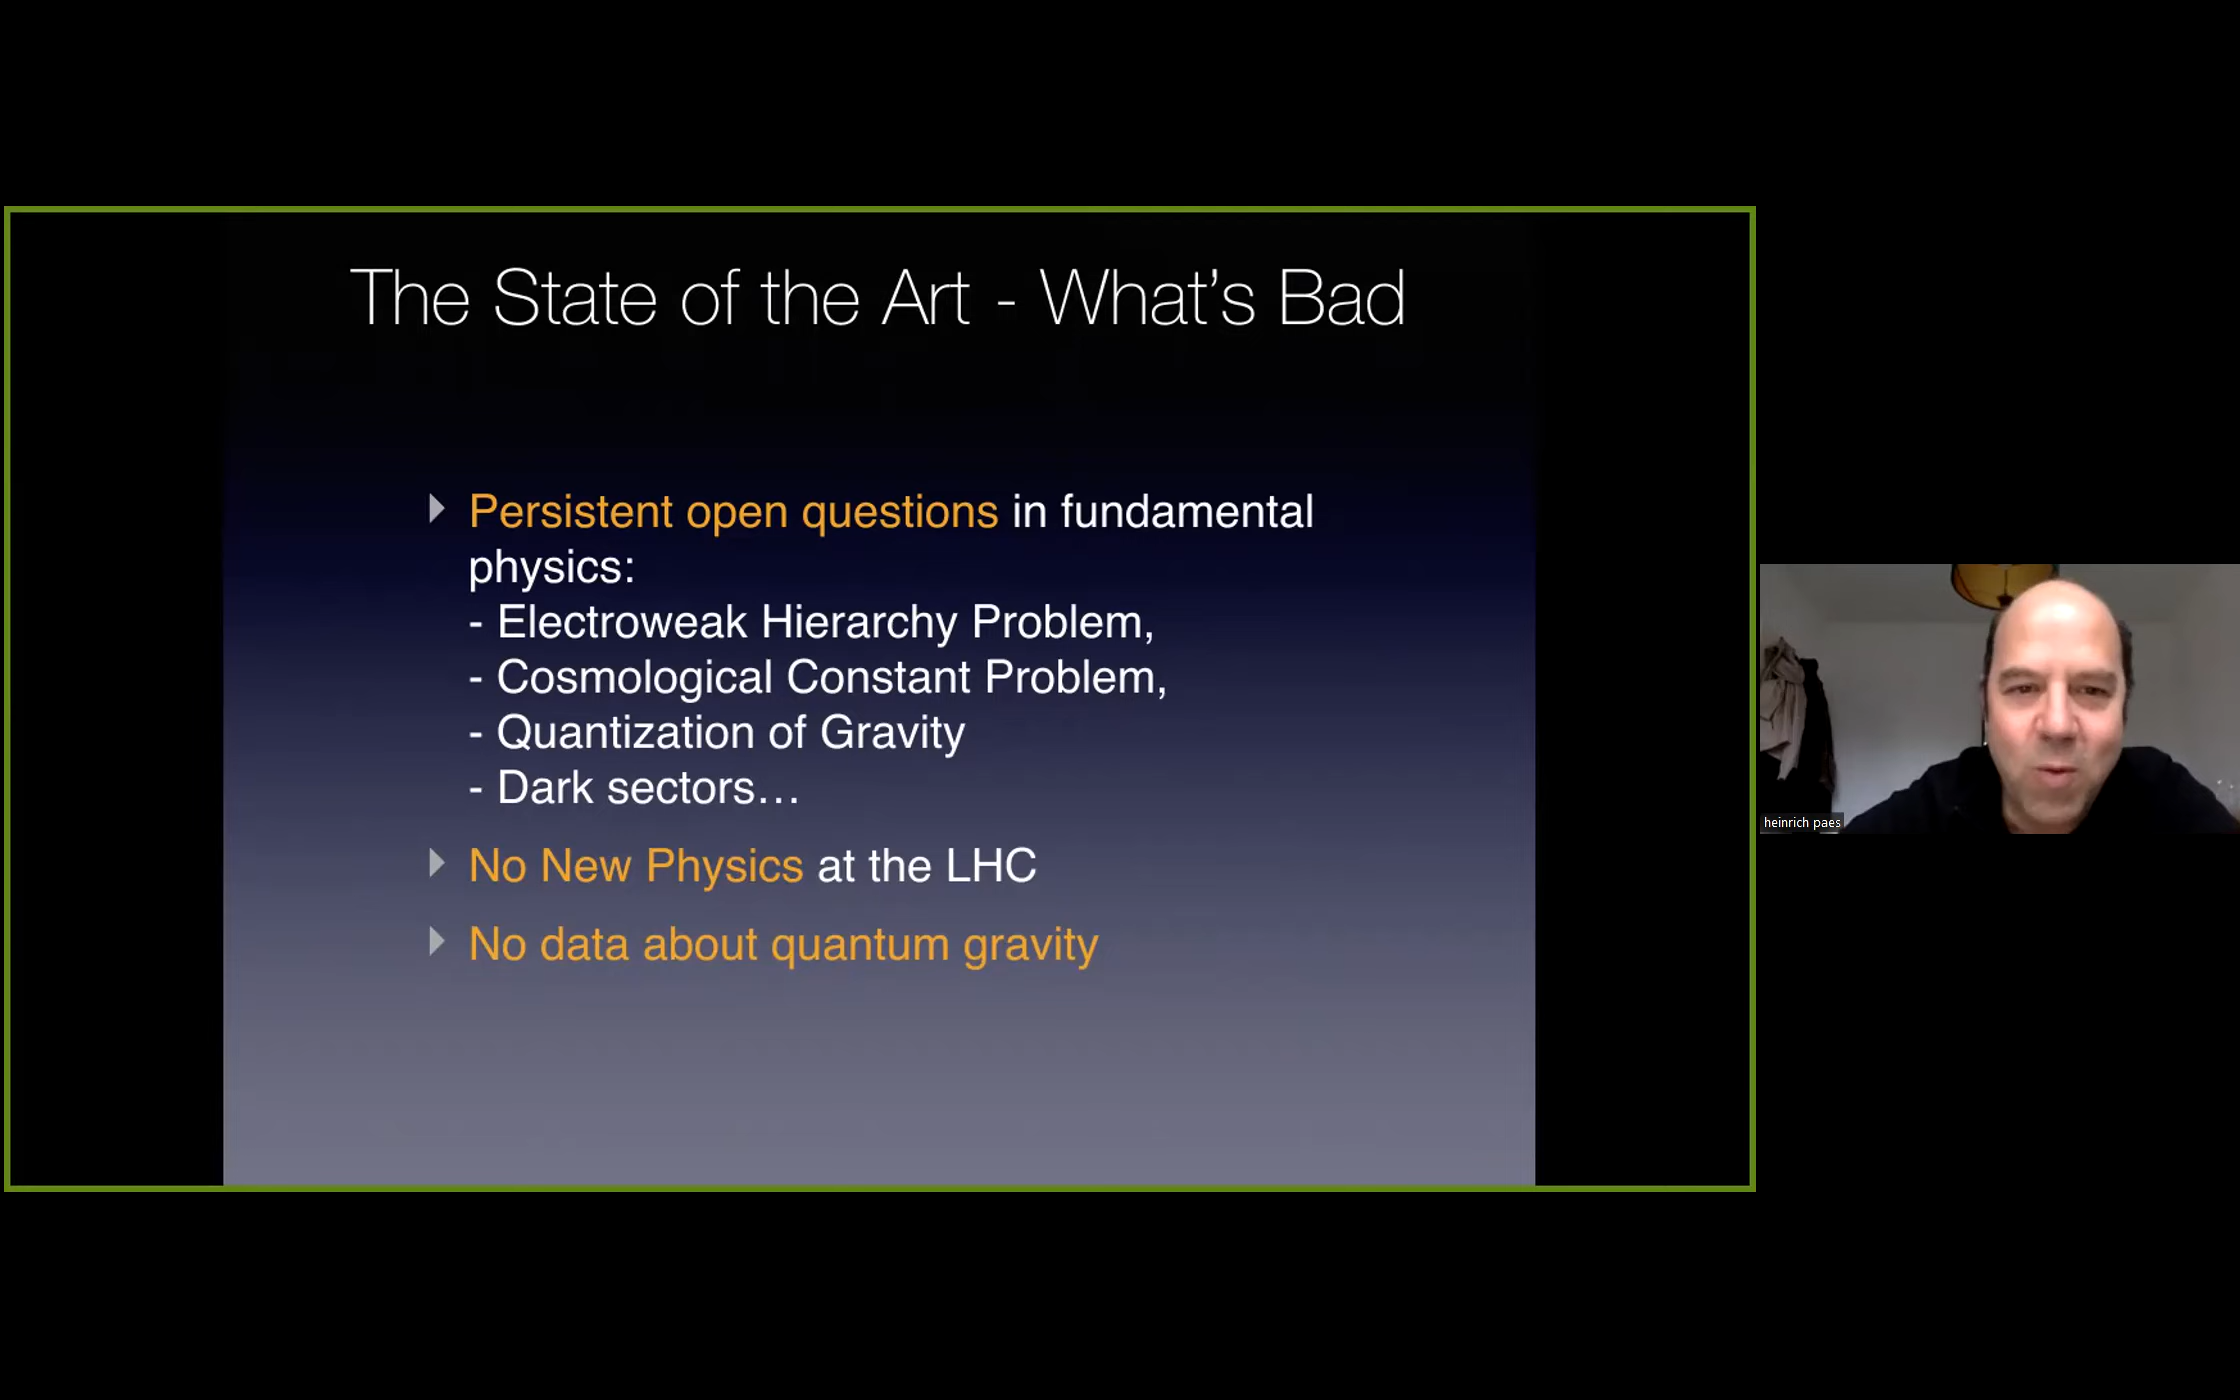 The State of the Art - What’s Bad
Persistent open questions in fundamental
physics:
- Electroweak Hierarchy Problem,
- Cosmological Constant Problem,
- Quantization of Gravity
- Dark sectors…
No New Physics at the LHC
No data about quantum gravity
heinrich paes